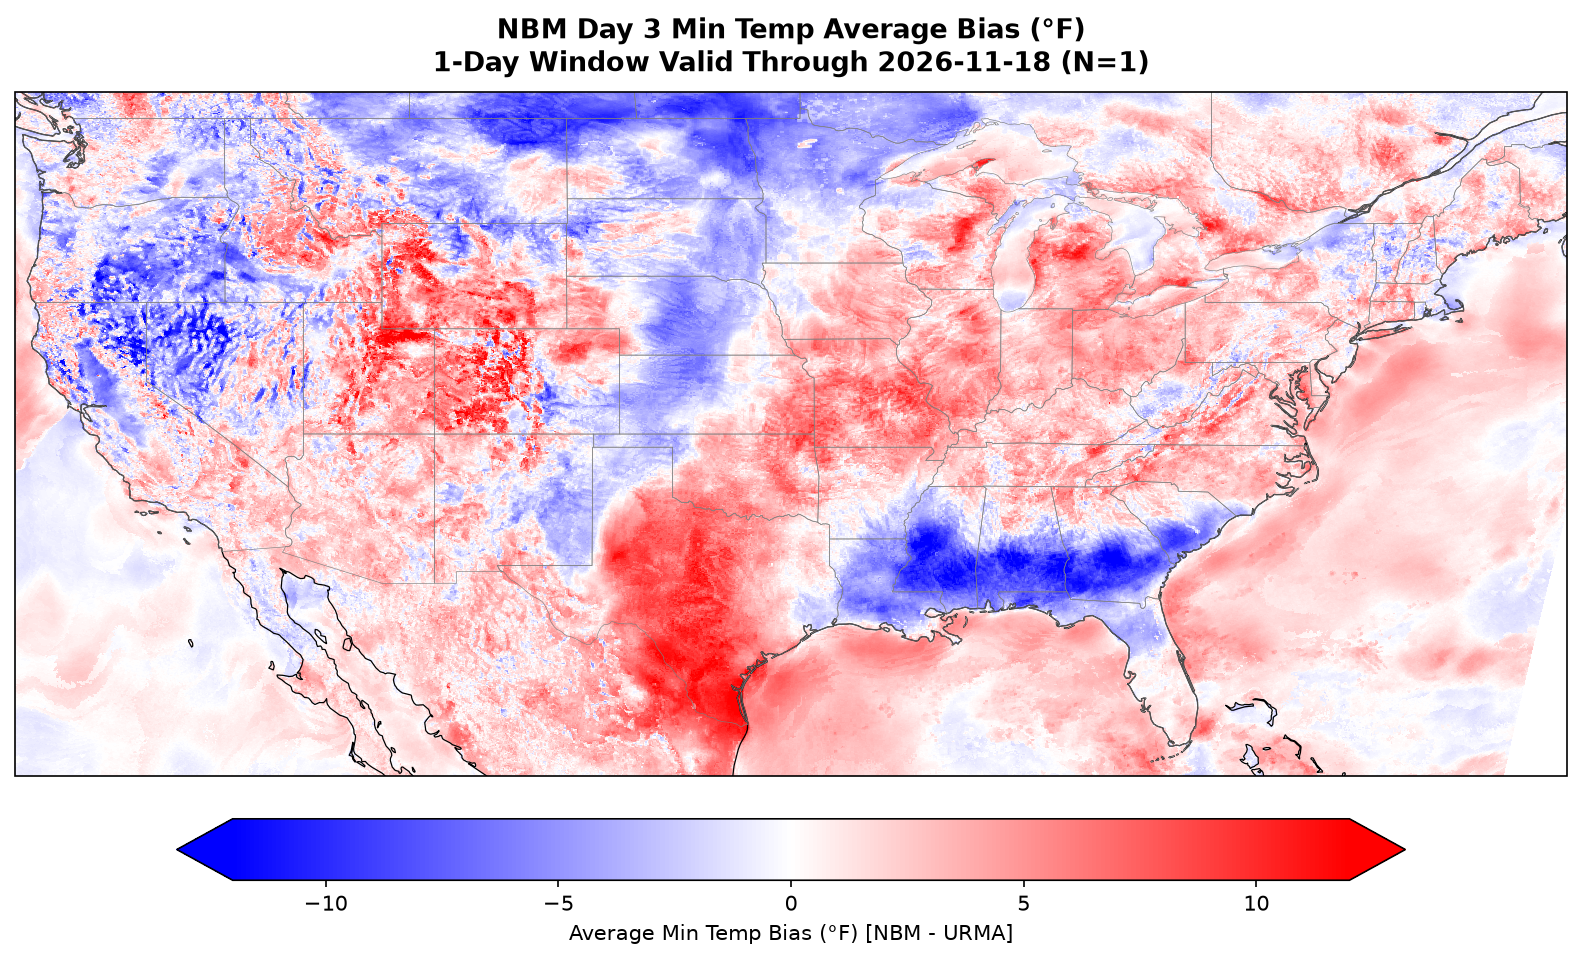 NBM Day 3 Min Temp Average Bias (°F)
1-Day Window Valid Through 2026-11-18 (N=1)
−10 −5 0 5 10
Average Min Temp Bias (°F) [NBM - URMA]